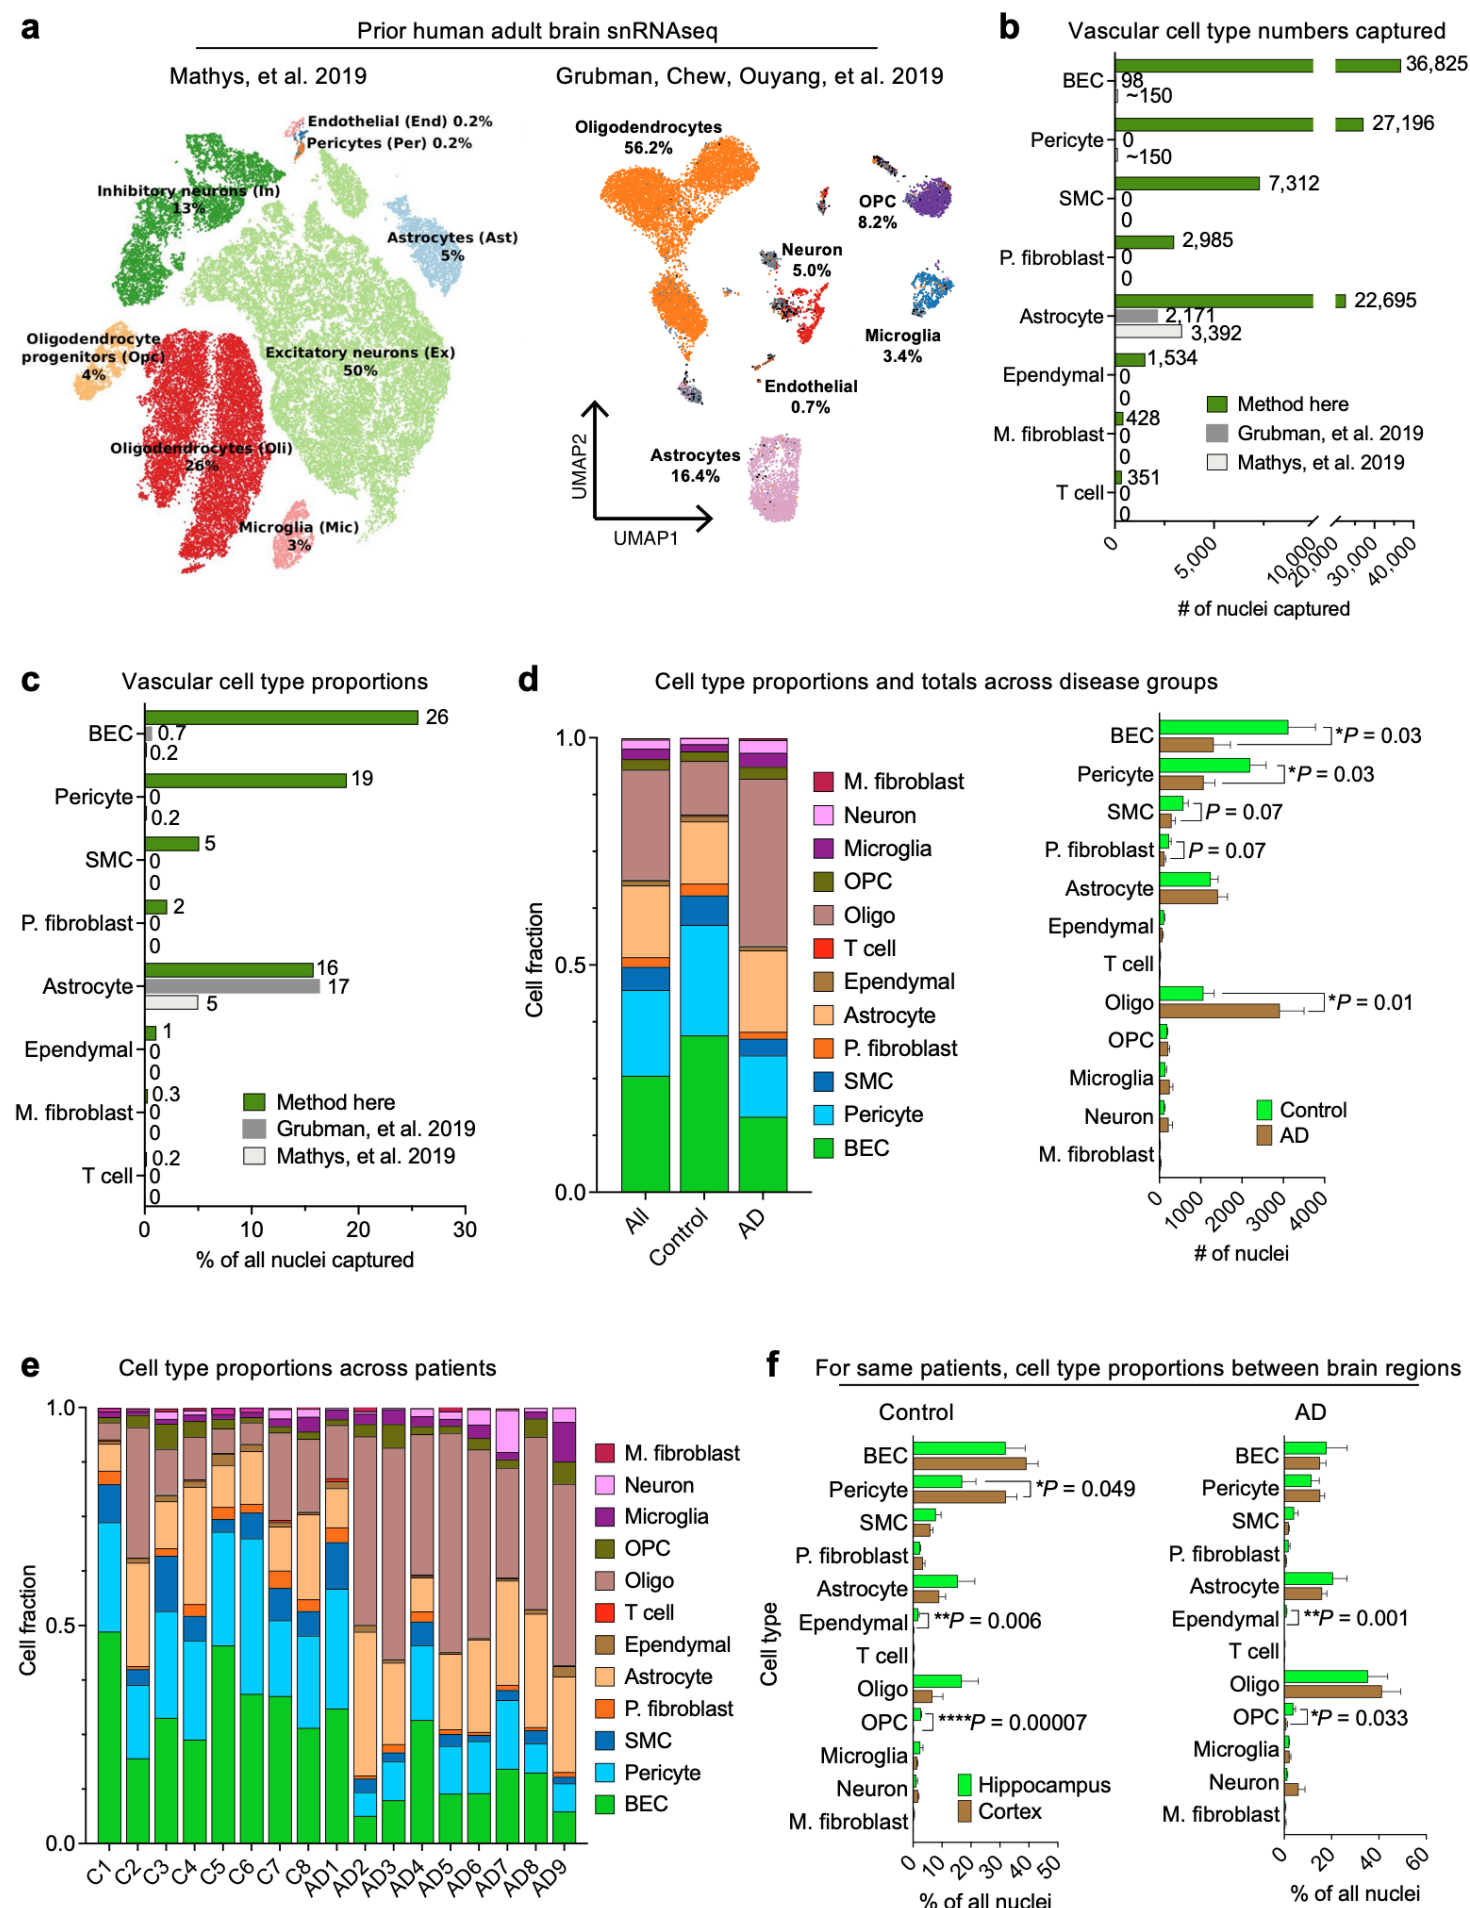 a
Prior human adult brain snRNAseq
Mathys, et al. 2019
Grubman, Chew, Ouyang, et al. 2019
Endothelial (End) 0.2%
Pericytes (Per) 0.2%
Inhibitory neurons (In)
13%
Astrocytes (Ast)
5%
Oligodendrocyte
progenitors (Opc)
4%
Excitatory neurons (Ex)
50%
Oligodendrocytes (Oli)
26%
Microglia (Mic)
3%
Oligodendrocytes
56.2%
OPC
8.2%
Neuron
5.0%
Microglia
3.4%
Endothelial
0.7%
Astrocytes
16.4%
UMAP2
UMAP1
b
Vascular cell type numbers captured
BEC
36,825
98
~150
Pericyte
27,196
0
~150
SMC
7,312
0
0
P. fibroblast
2,985
0
0
Astrocyte
22,695
2,171
3,392
Ependymal
1,534
0
0
M. fibroblast
428
0
0
T cell
351
0
0
Method here
Grubman, et al. 2019
Mathys, et al. 2019
0
5,000
10,000
20,000
30,000
40,000
# of nuclei captured
c
Vascular cell type proportions
BEC
26
0.7
0.2
Pericyte
19
0
0.2
SMC
5
0
0
P. fibroblast
2
0
0
Astrocyte
16
17
5
Ependymal
1
0
0
M. fibroblast
0.3
0
0
T cell
0.2
0
0
Method here
Grubman, et al. 2019
Mathys, et al. 2019
0 10 20 30
% of all nuclei captured
d
Cell type proportions and totals across disease groups
Cell fraction
1.0
0.5
0.0
All
Control
AD
M. fibroblast
Neuron
Microglia
OPC
Oligo
T cell
Ependymal
Astrocyte
P. fibroblast
SMC
Pericyte
BEC
BEC
*P = 0.03
Pericyte
*P = 0.03
SMC
P = 0.07
P. fibroblast
P = 0.07
Astrocyte
Ependymal
T cell
Oligo
*P = 0.01
OPC
Microglia
Neuron
M. fibroblast
Control
AD
0
1000
2000
3000
4000
# of nuclei
e
Cell type proportions across patients
Cell fraction
1.0
0.5
0.0
C1
C2
C3
C4
C5
C6
C7
C8
AD1
AD2
AD3
AD4
AD5
AD6
AD7
AD8
AD9
M. fibroblast
Neuron
Microglia
OPC
Oligo
T cell
Ependymal
Astrocyte
P. fibroblast
SMC
Pericyte
BEC
f
For same patients, cell type proportions between brain regions
Control
Cell type
BEC
Pericyte
*P = 0.049
SMC
P. fibroblast
Astrocyte
Ependymal
**P = 0.006
T cell
Oligo
OPC
****P = 0.00007
Microglia
Neuron
M. fibroblast
Hippocampus
Cortex
0
10
20
30
40
50
% of all nuclei
AD
BEC
Pericyte
SMC
P. fibroblast
Astrocyte
Ependymal
**P = 0.001
T cell
Oligo
OPC
*P = 0.033
Microglia
Neuron
M. fibroblast
0
20
40
60
% of all nuclei